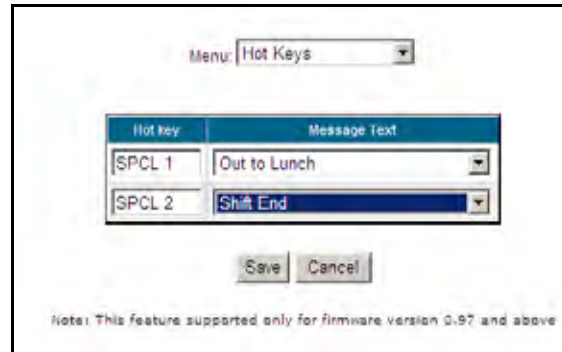 Menu: Hot Keys
Hot key Message Text
SPCL 1 Out to Lunch
SPCL 2 Shift End
Save Cancel
Note: This feature supported only for firmware version 0.97 and above